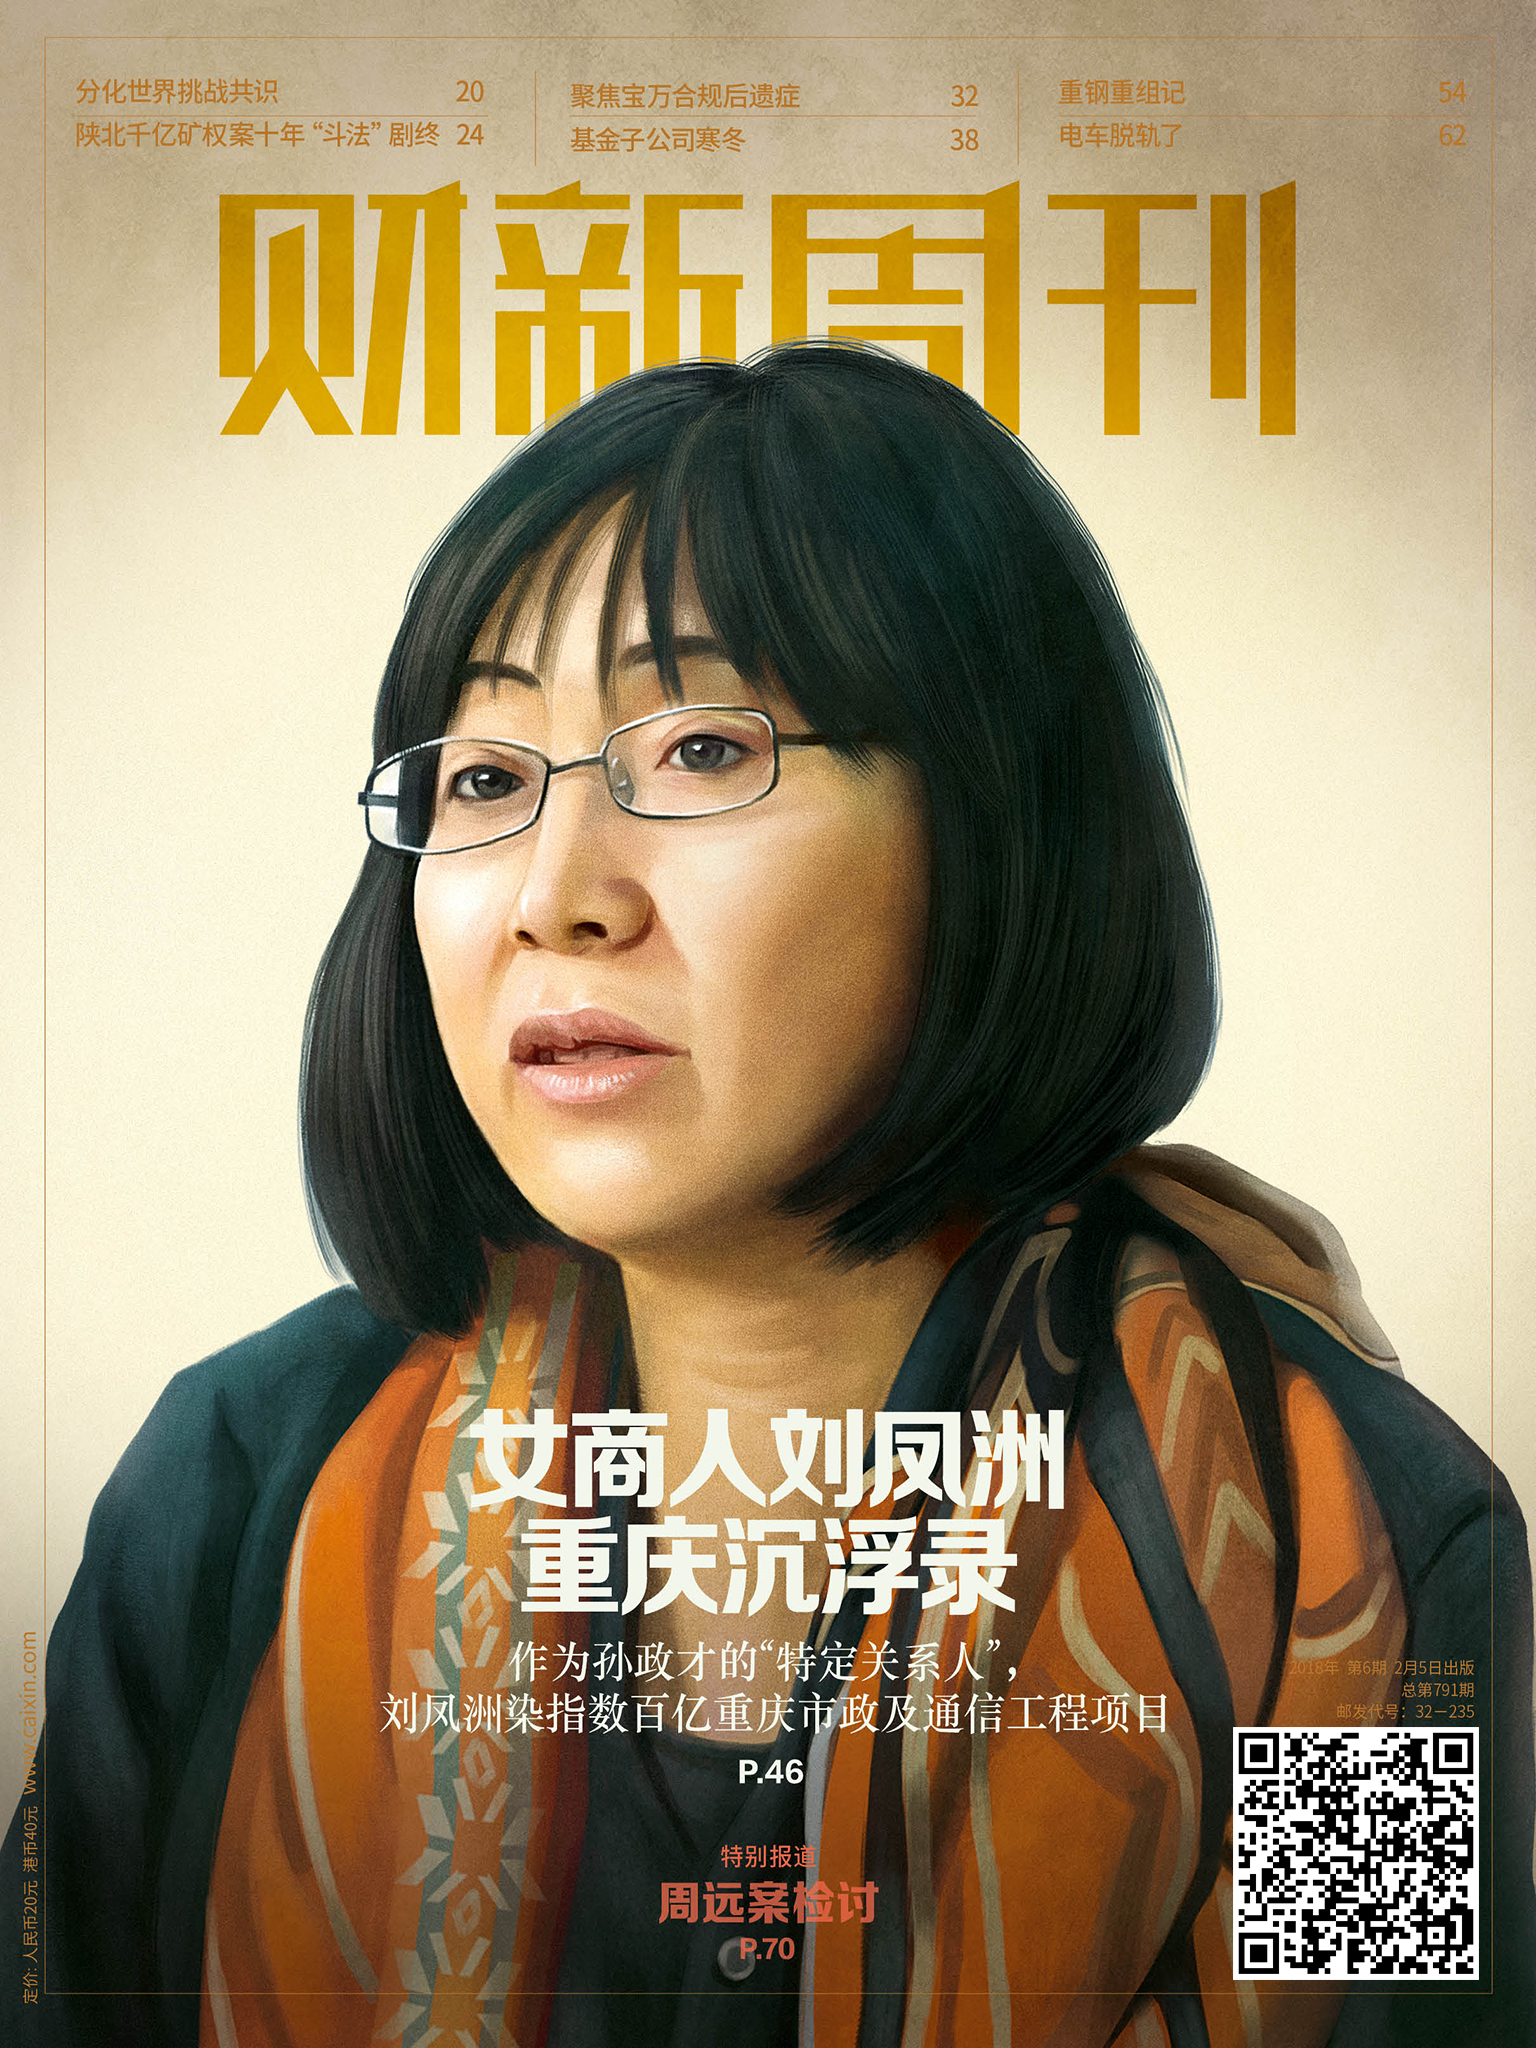 分化世界挑战共识 20
陕北千亿矿权案十年“斗法”剧终 24
聚焦宝万合规后遗症 32
基金子公司寒冬 38
重钢重组记 54
电车脱轨了 62
财新周刊
女商人刘凤洲
重庆沉浮录
作为孙政才的“特定关系人”，
刘凤洲染指数百亿重庆市政及通信工程项目
P.46
特别报道
周远案检讨
P.70
2018年 第6期 2月5日出版
总第791期
邮发代号：32－235
定价: 人民币20元 港币40元 www.caixin.com